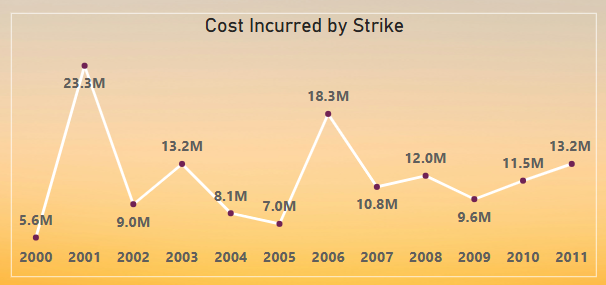 Cost Incurred by Strike
23.3M
18.3M
13.2M
13.2M
12.0M
11.5M
10.8M
9.6M
9.0M
8.1M
7.0M
5.6M
2000 2001 2002 2003 2004 2005 2006 2007 2008 2009 2010 2011